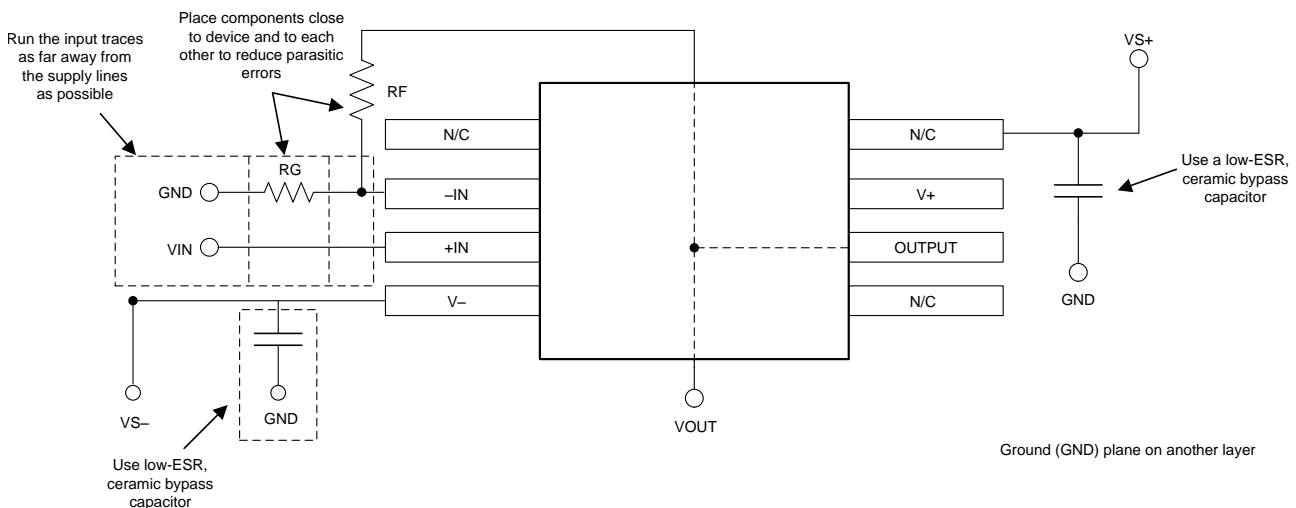 Run the input traces
as far away from
the supply lines
as possible
Place components close
to device and to each
other to reduce parasitic
errors
RF
N/C
GND
RG
–IN
VIN
+IN
V–
VS–
GND
Use low-ESR,
ceramic bypass
capacitor
VOUT
N/C
V+
OUTPUT
N/C
VS+
Use a low-ESR,
ceramic bypass
capacitor
GND
Ground (GND) plane on another layer